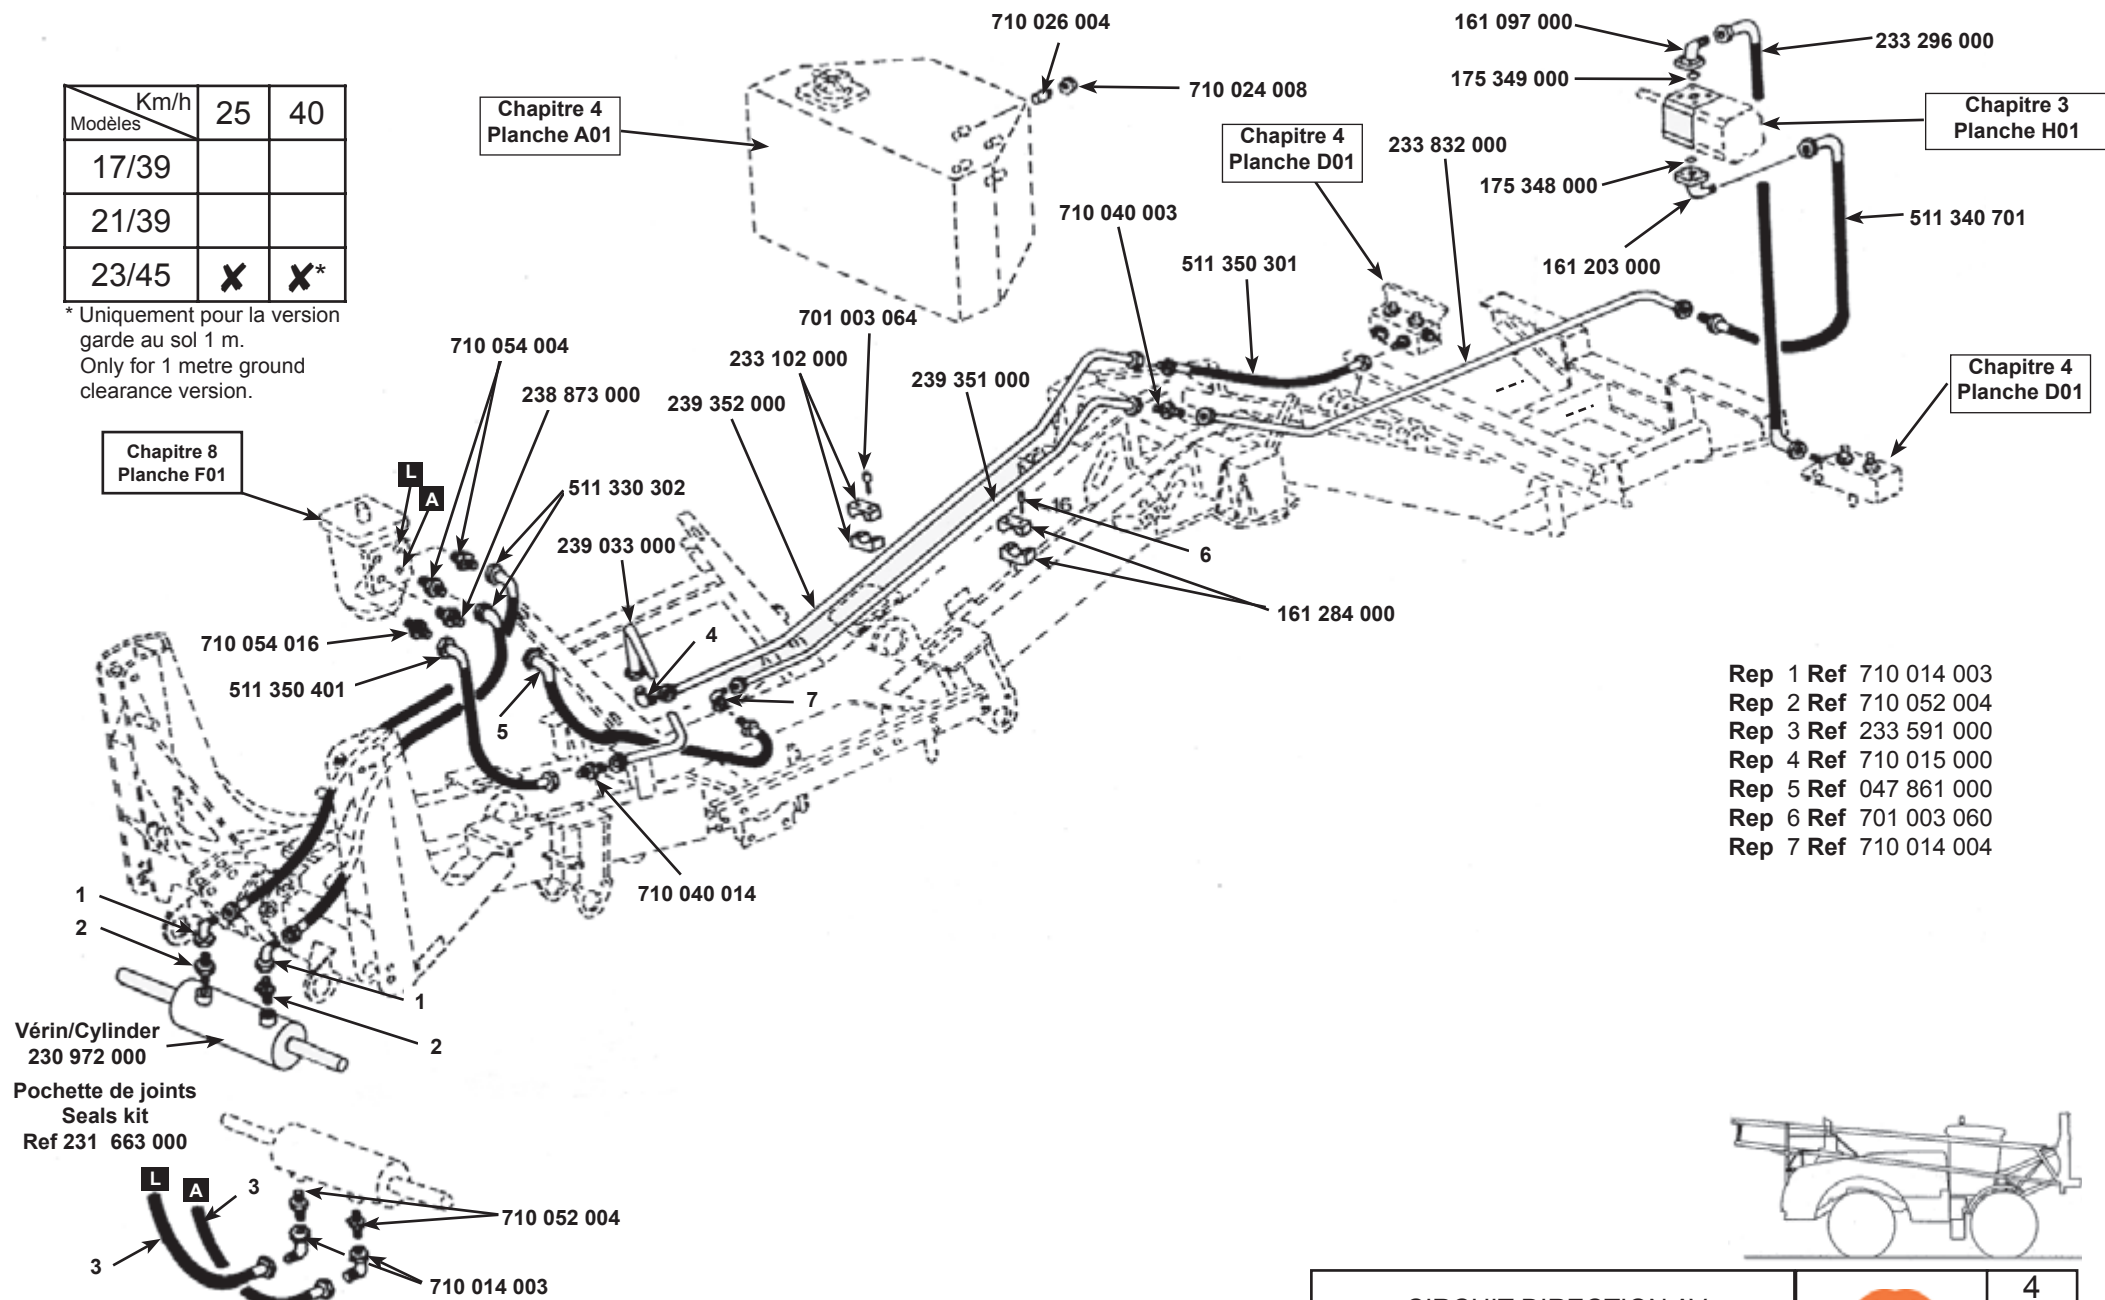 710 026 004
161 097 000
233 296 000
175 349 000
710 024 008
Km/h
Modèles
25
40
17/39
21/39
23/45
✘
✘*
* Uniquement pour la version
garde au sol 1 m.
Only for 1 metre ground
clearance version.
Chapitre 4
Planche A01
Chapitre 4
Planche D01
233 832 000
Chapitre 3
Planche H01
175 348 000
710 040 003
511 340 701
511 350 301
161 203 000
701 003 064
710 054 004
233 102 000
239 351 000
238 873 000
239 352 000
Chapitre 4
Planche D01
Chapitre 8
Planche F01
L
A
511 330 302
16
239 033 000
6
161 284 000
710 054 016
4
511 350 401
7
5
Rep 1 Ref 710 014 003
Rep 2 Ref 710 052 004
Rep 3 Ref 233 591 000
Rep 4 Ref 710 015 000
Rep 5 Ref 047 861 000
Rep 6 Ref 701 003 060
Rep 7 Ref 710 014 004
710 040 014
1
2
1
2
Vérin/Cylinder
230 972 000
Pochette de joints
Seals kit
Ref 231 663 000
L
A
3
3
710 052 004
710 014 003
4